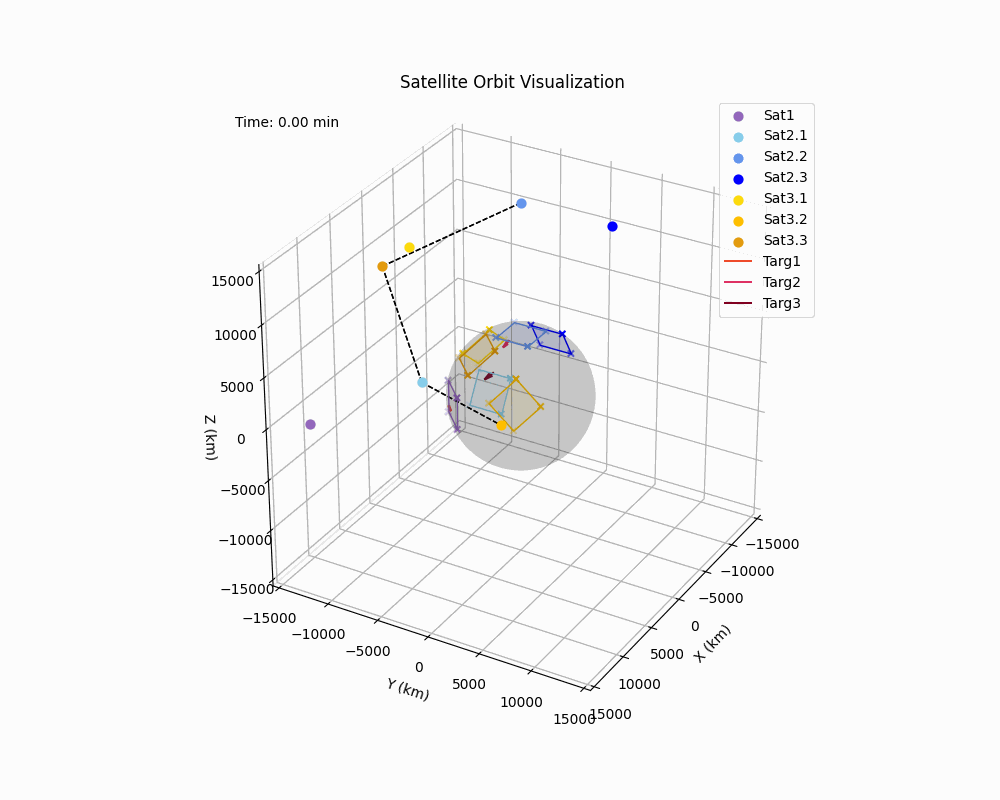 Satellite Orbit Visualization
Time: 0.00 min
Sat1
Sat2.1
Sat2.2
Sat2.3
Sat3.1
Sat3.2
Sat3.3
Targ1
Targ2
Targ3
15000
10000
5000
0
−5000
−10000
−15000
Z (km)
−15000
−10000
−5000
0
5000
10000
15000
Y (km)
−15000
−10000
−5000
0
5000
10000
15000
X (km)